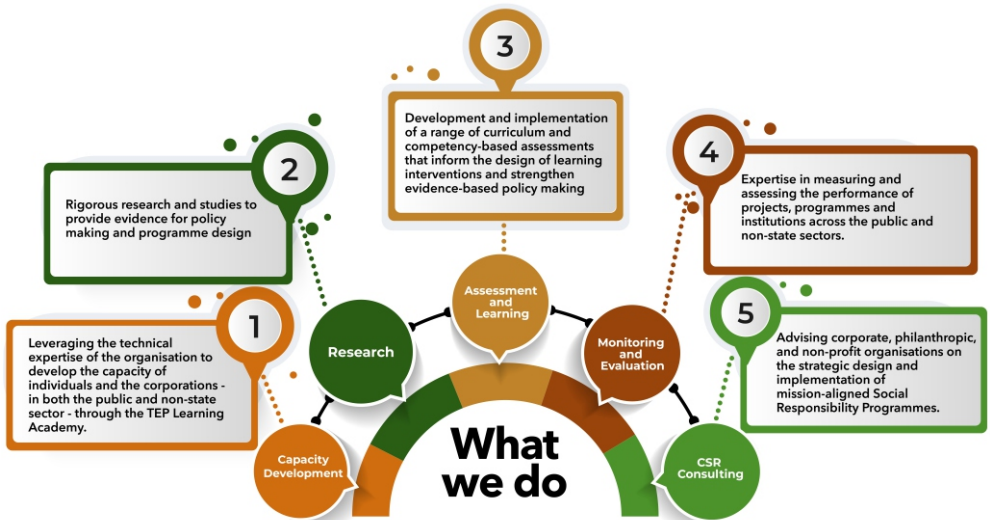 1
Leveraging the technical
expertise of the organisation to
develop the capacity of
individuals and the corporations -
in both the public and non-state
sector - through the TEP Learning
Academy.
Capacity
Development
2
Rigorous research and studies to
provide evidence for policy
making and programme design
Research
3
Development and implementation
of a range of curriculum and
competency-based assessments
that inform the design of learning
interventions and strengthen
evidence-based policy making
Assessment
and
Learning
4
Expertise in measuring and
assessing the performance of
projects, programmes and
institutions across the public and
non-state sectors.
Monitoring
and
Evaluation
5
Advising corporate, philanthropic,
and non-profit organisations on
the strategic design and
implementation of
mission-aligned Social
Responsibility Programmes.
CSR
Consulting
What
we do